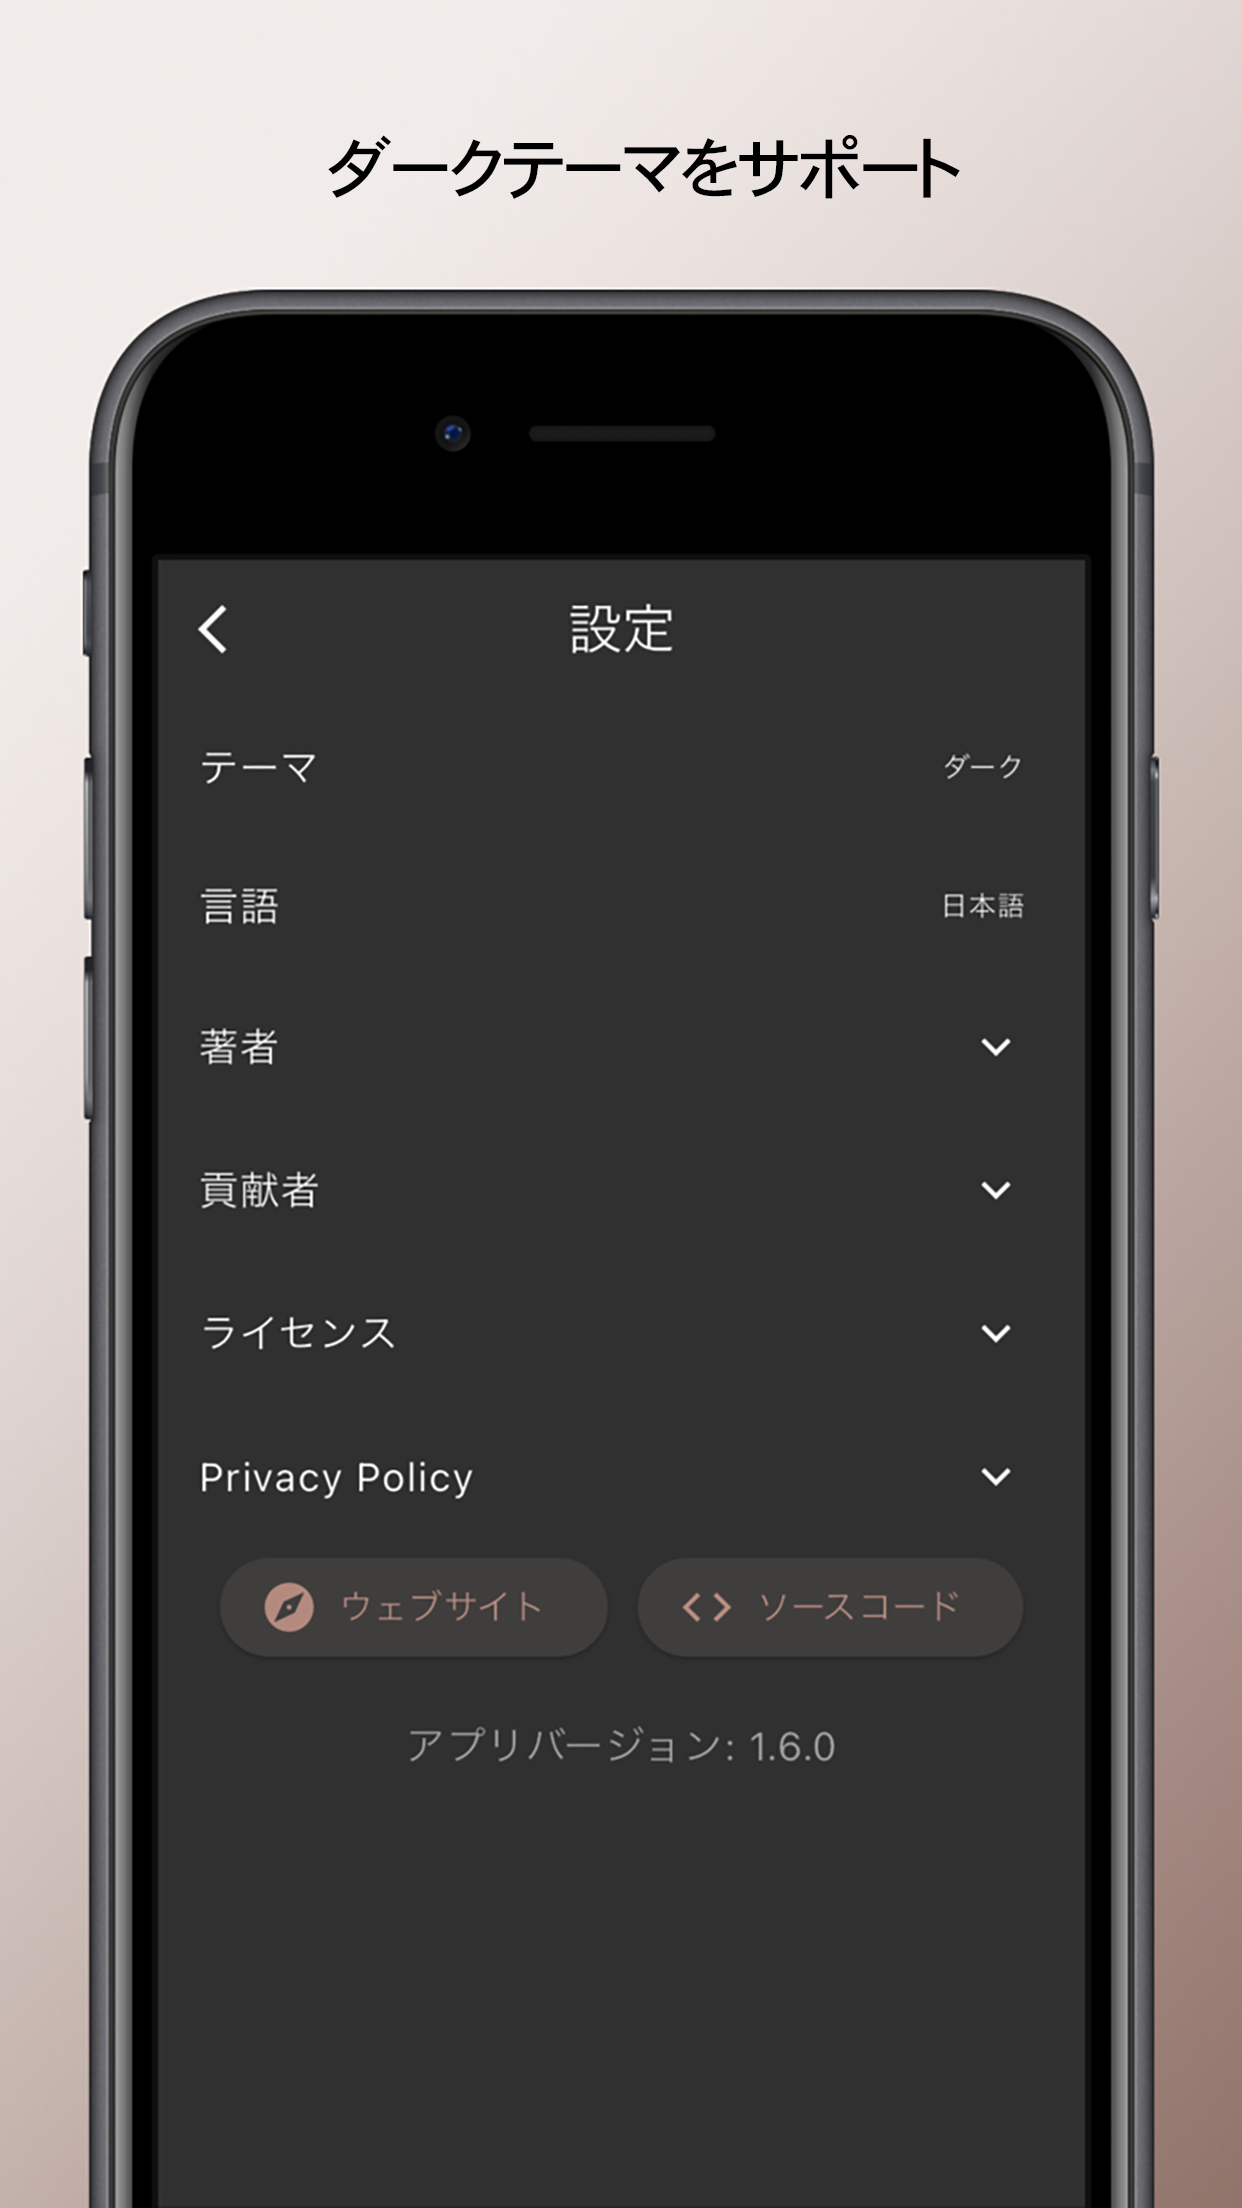 ダークテーマをサポート
設定
テーマ ダーク
言語 日本語
著者
貢献者
ライセンス
Privacy Policy
ウェブサイト ソースコード
アプリバージョン: 1.6.0